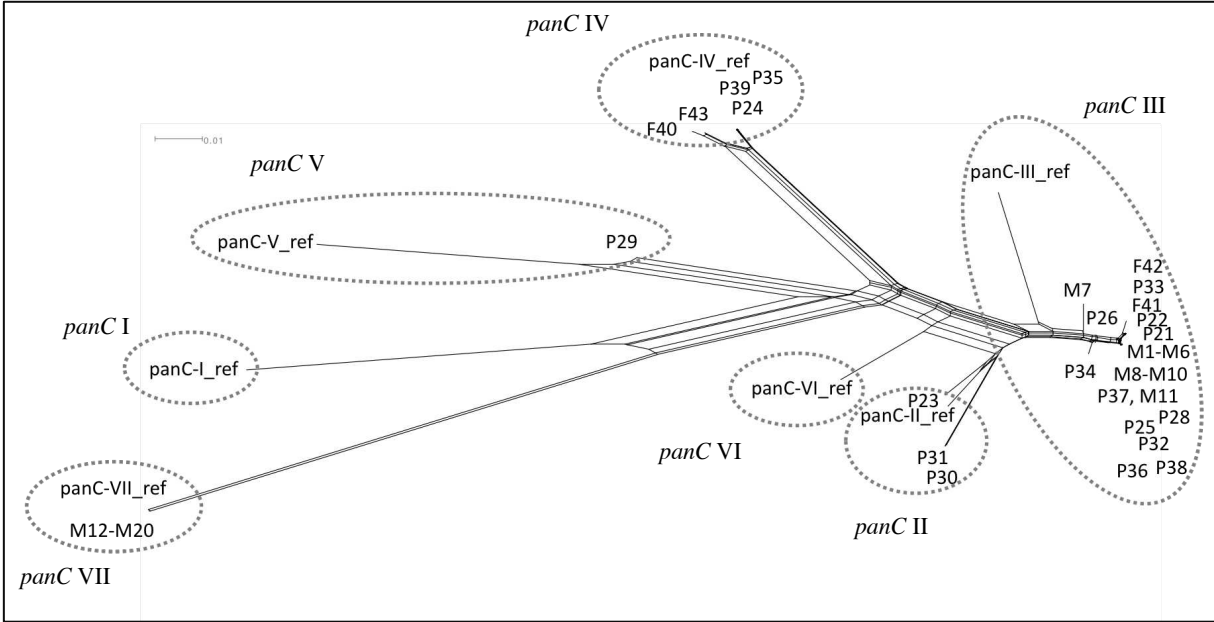 panC IV
panC-IV_ref
P35
P39
P24
F43
F40
panC III
0.01
panC V
panC-III_ref
panC-V_ref
P29
F42
P33
M7
F41
P26
P22
P21
panC I
M1-M6
P34
panC-I_ref
M8-M10
panC-VI_ref
P37, M11
P23
panC-II_ref
P28
P25
P32
panC VI
P31
P30
P36
P38
panC-VII_ref
M12-M20
panC II
panC VII